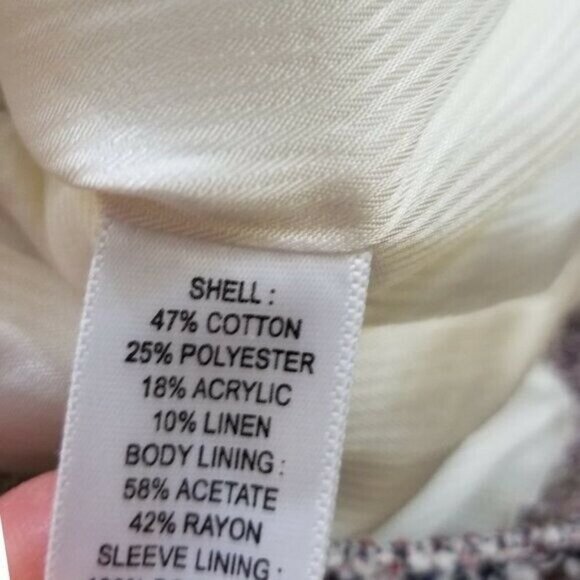 SHELL :
47% COTTON
25% POLYESTER
18% ACRYLIC
10% LINEN
BODY LINING :
58% ACETATE
42% RAYON
SLEEVE LINING :